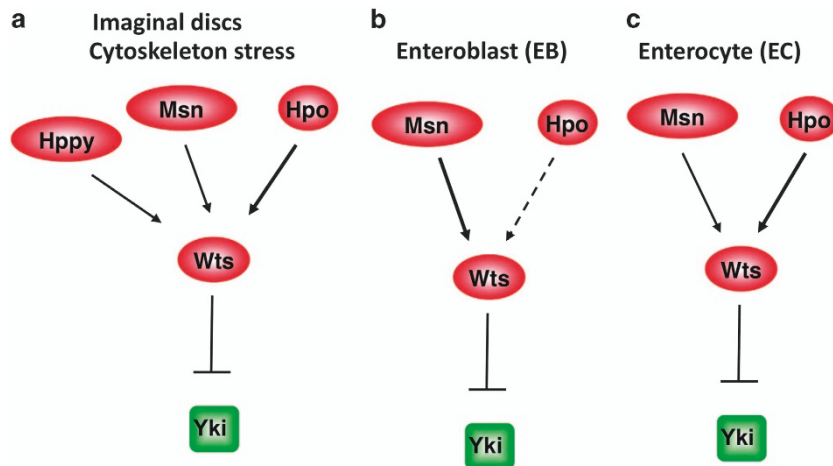 a
Imaginal discs
Cytoskeleton stress
Hppy
Msn
Hpo
Wts
Yki
b
Enteroblast (EB)
Msn
Hpo
Wts
Yki
c
Enterocyte (EC)
Msn
Hpo
Wts
Yki